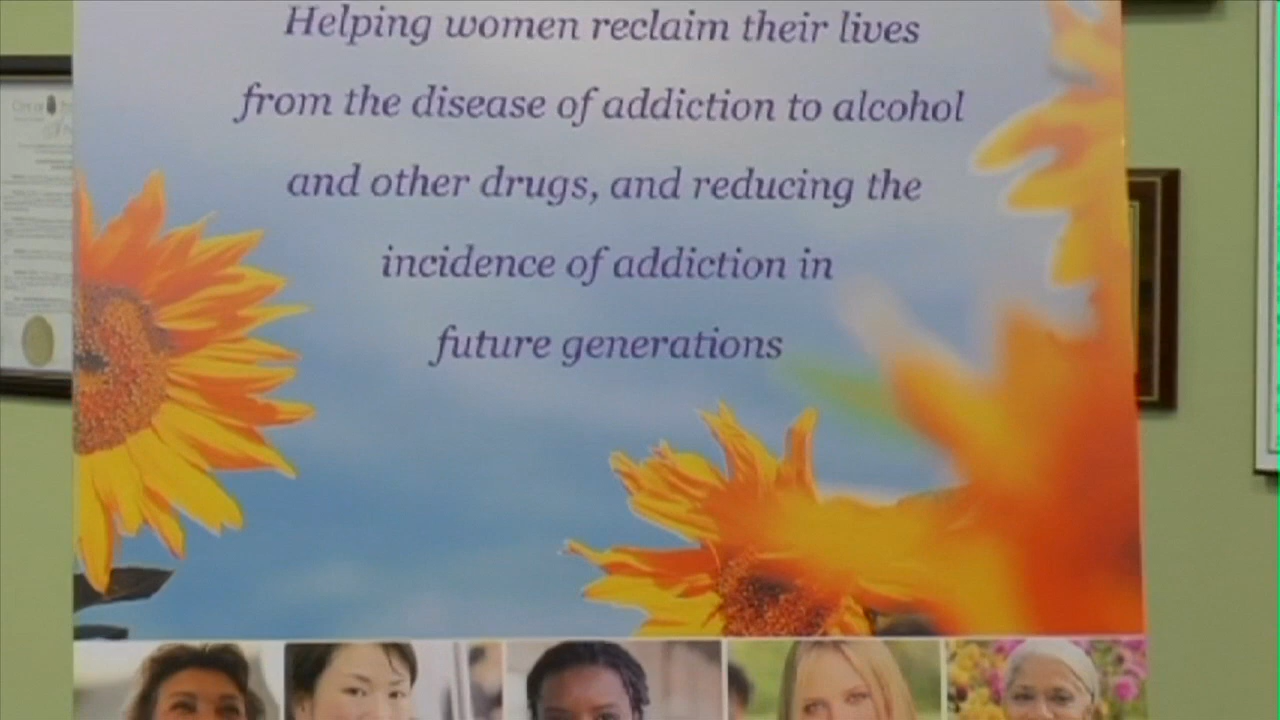 Helping women reclaim their lives
from the disease of addiction to alcohol
and other drugs, and reducing the
incidence of addiction in
future generations